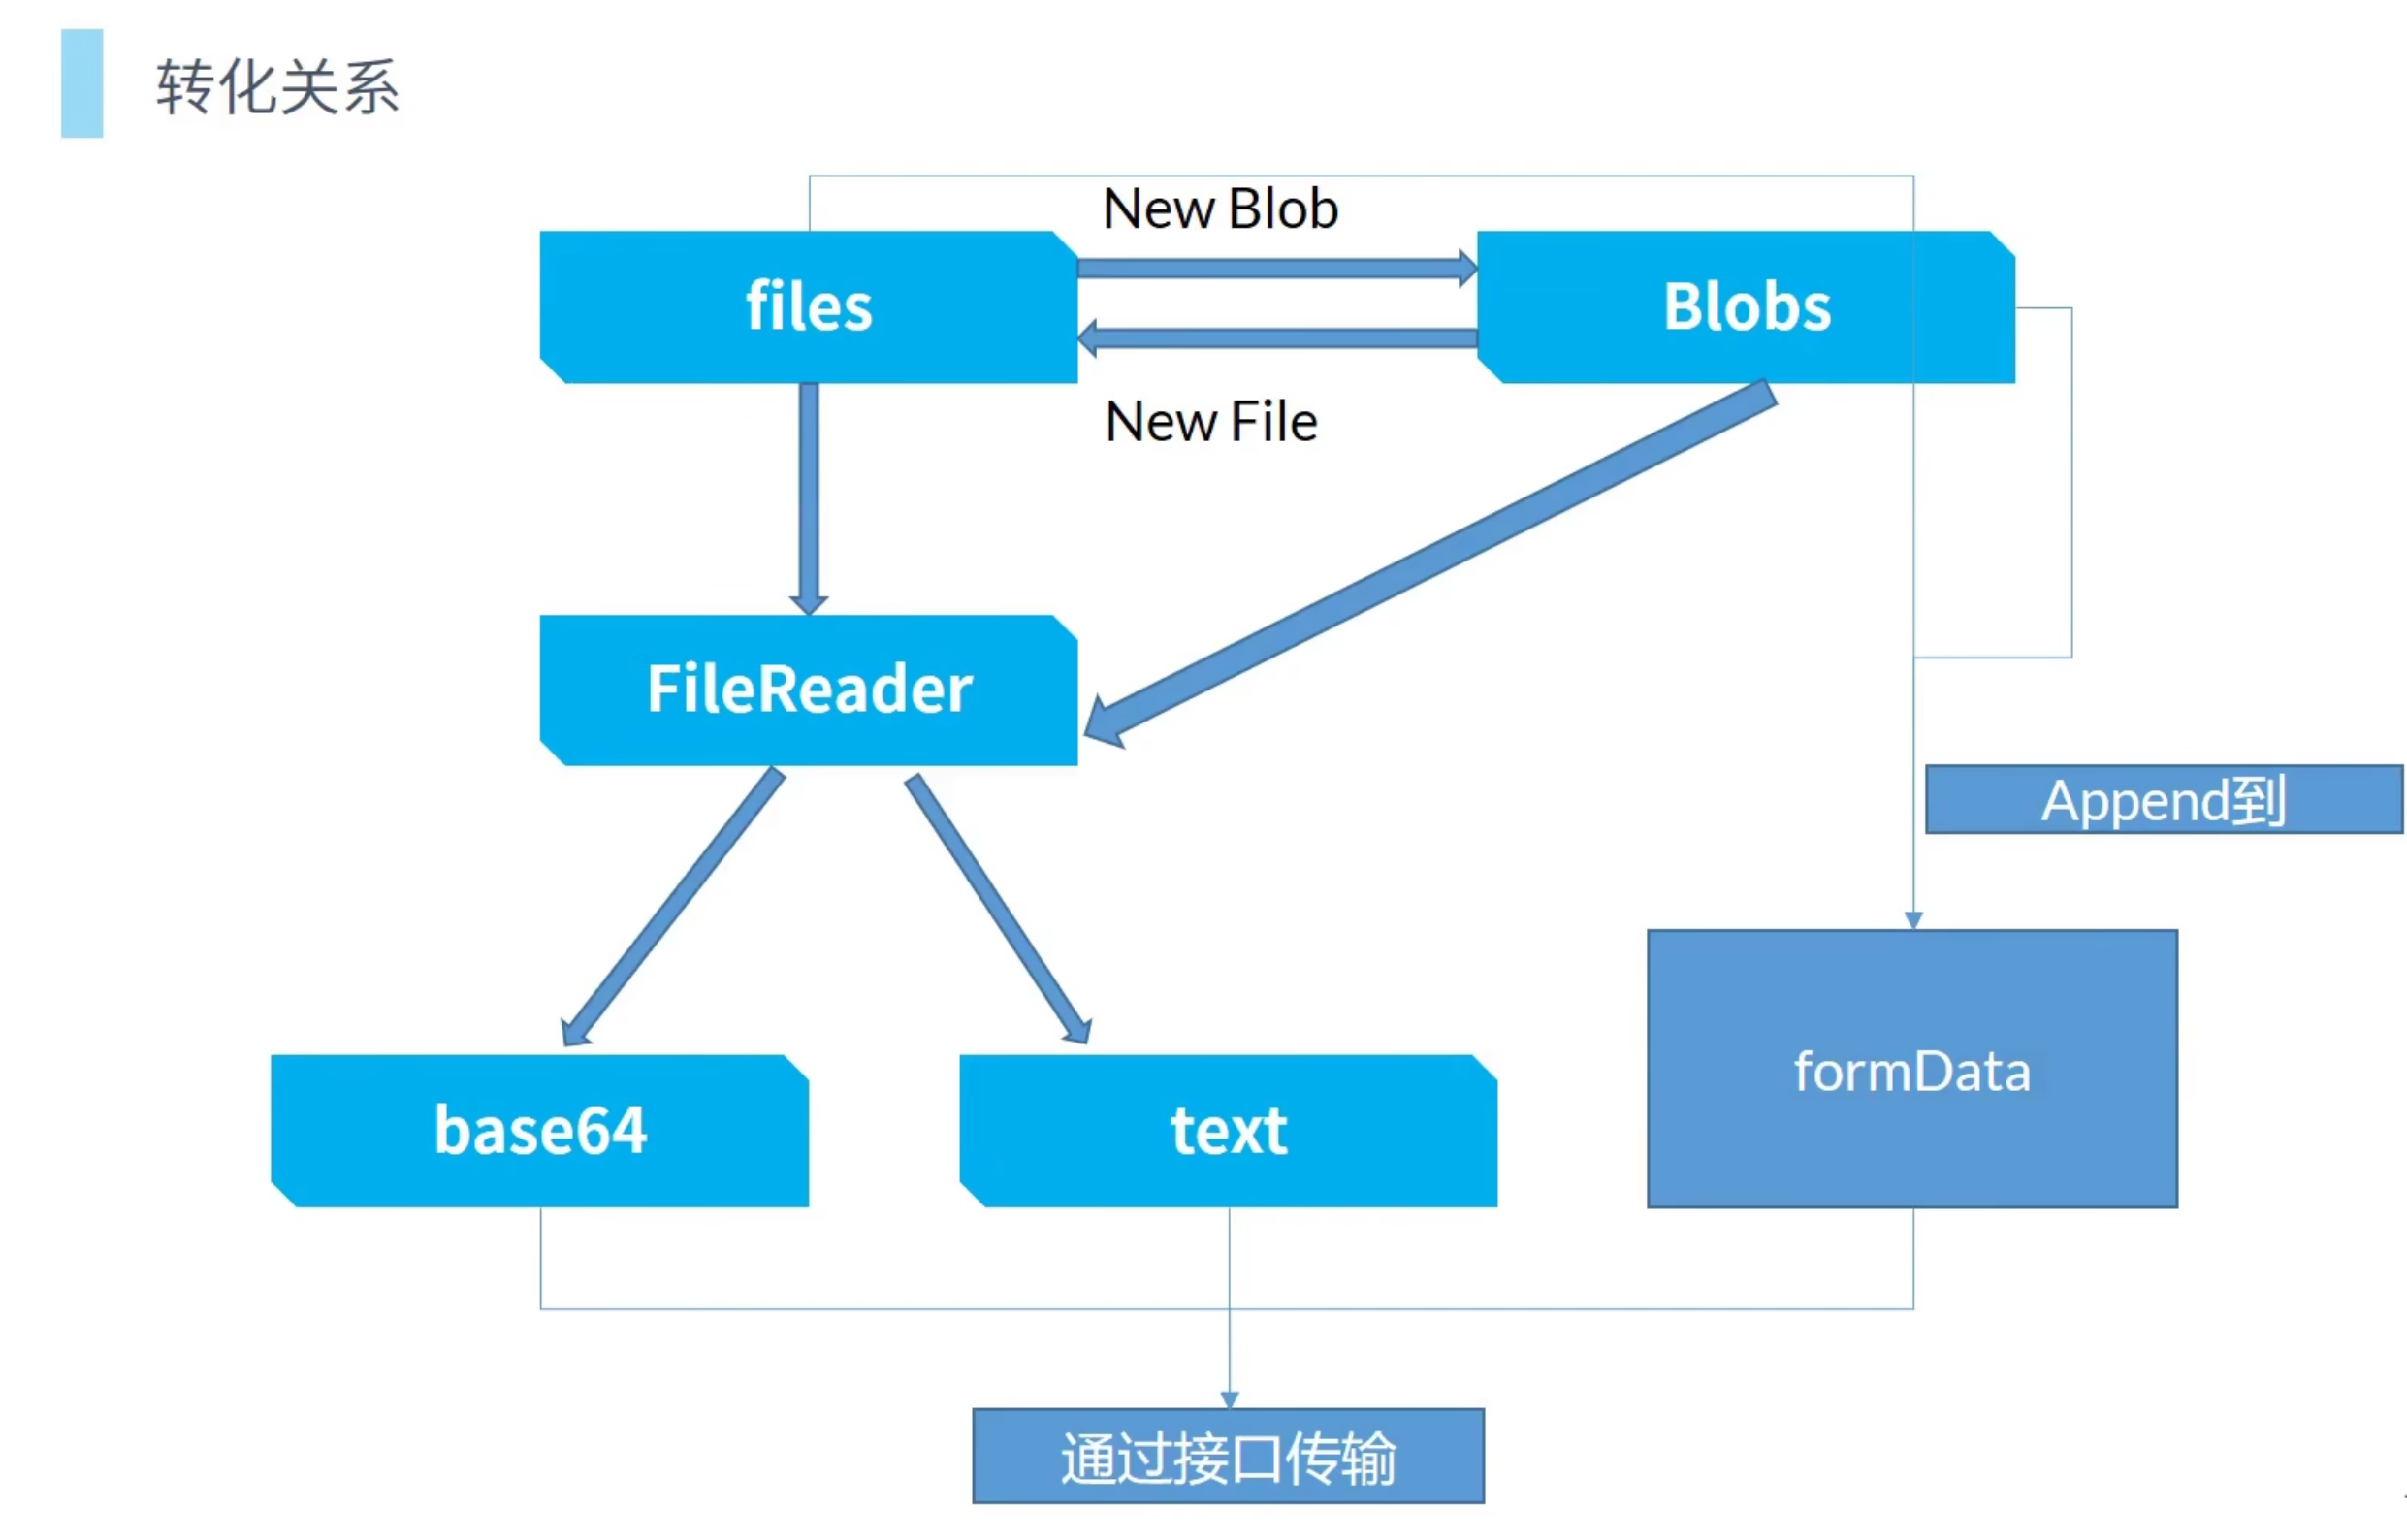 转化关系
New Blob
files
Blobs
New File
FileReader
Append到
formData
base64
text
通过接口传输